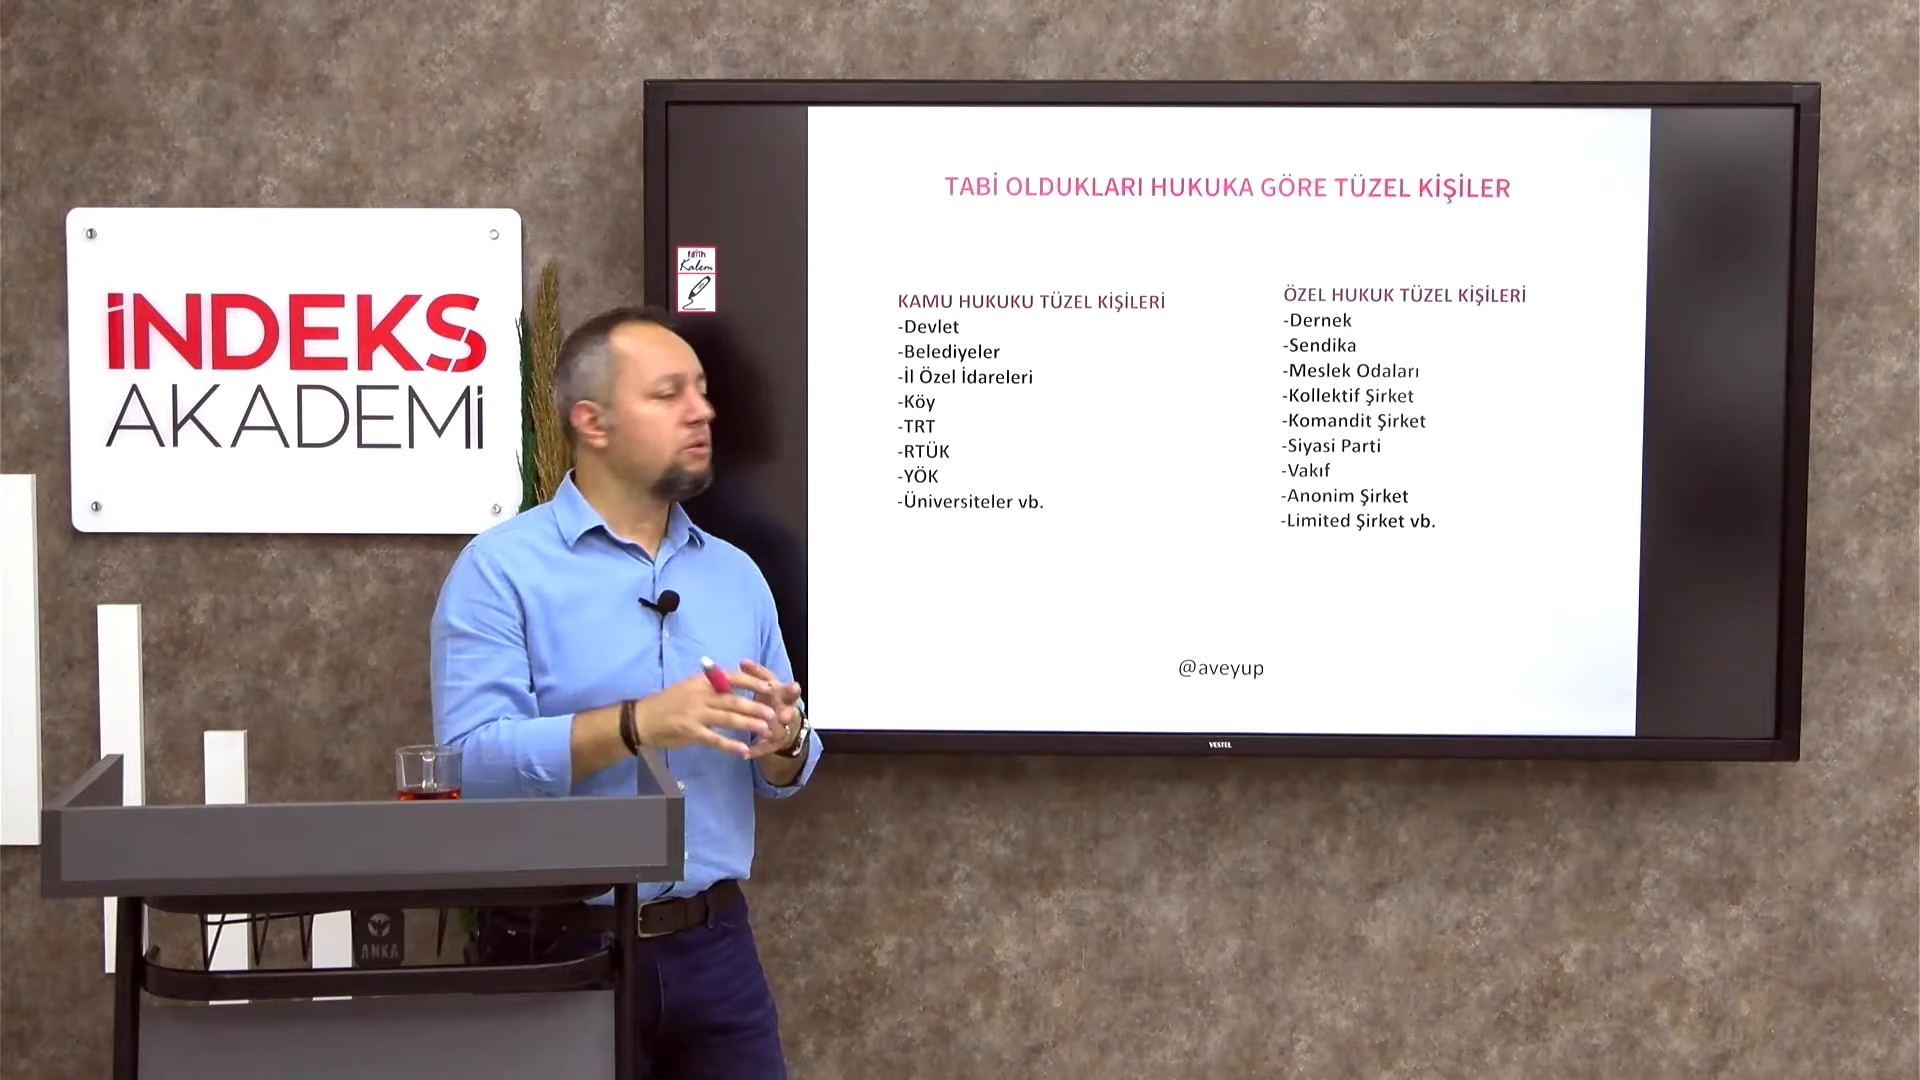 İNDEKS
AKADEMİ
fatih
Kalem
TABİ OLDUKLARI HUKUKA GÖRE TÜZEL KİŞİLER
KAMU HUKUKU TÜZEL KİŞİLERİ
-Devlet
-Belediyeler
-İl Özel İdareleri
-Köy
-TRT
-RTÜK
-YÖK
-Üniversiteler vb.
ÖZEL HUKUK TÜZEL KİŞİLERİ
-Dernek
-Sendika
-Meslek Odaları
-Kollektif Şirket
-Komandit Şirket
-Siyasi Parti
-Vakıf
-Anonim Şirket
-Limited Şirket vb.
@aveyup
VESTEL
ANKA